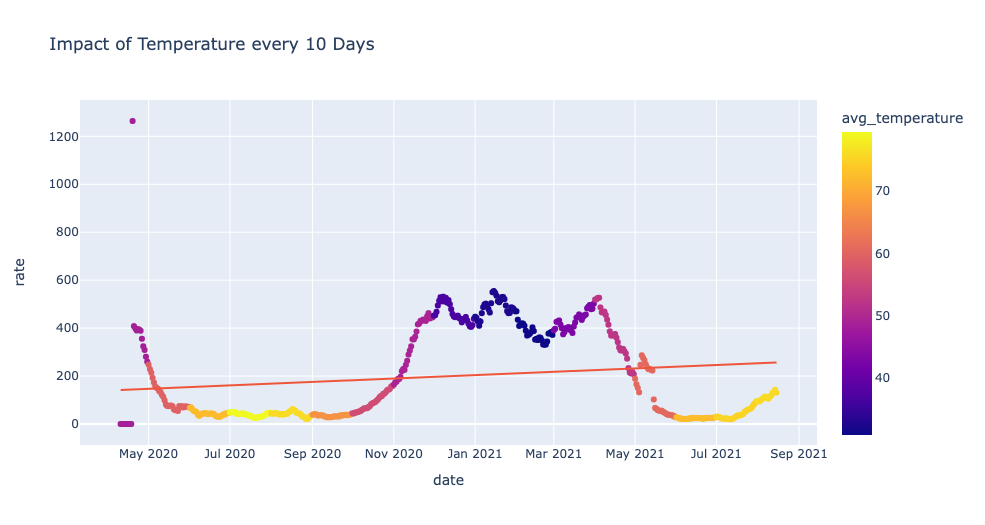 Impact of Temperature every 10 Days
avg_temperature
1200
1000
800
600
400
200
0
rate
70
60
50
40
May 2020 Jul 2020 Sep 2020 Nov 2020 Jan 2021 Mar 2021 May 2021 Jul 2021 Sep 2021
date